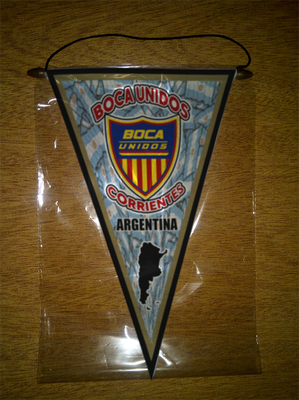 BOCA UNIDOS
BOCA
UNIDOS
CORRIENTES
ARGENTINA